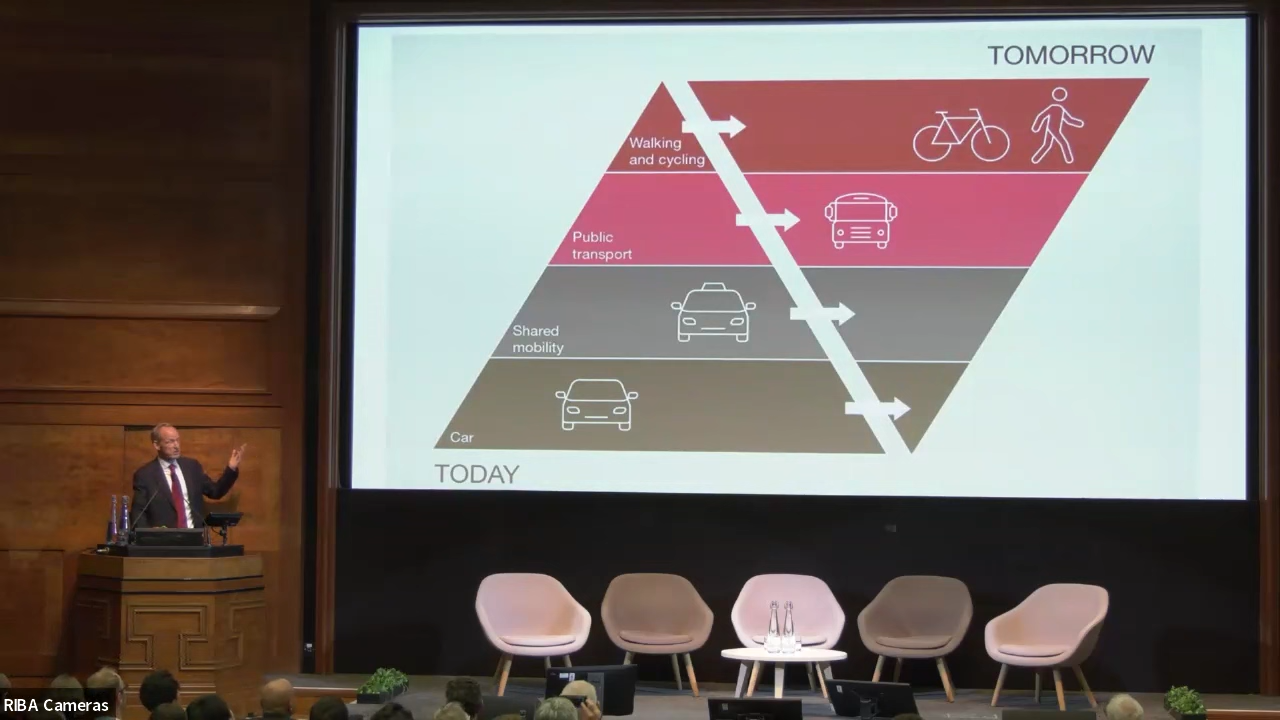 TOMORROW
Walking
and cycling
Public
transport
Shared
mobility
Car
TODAY
RIBA Cameras